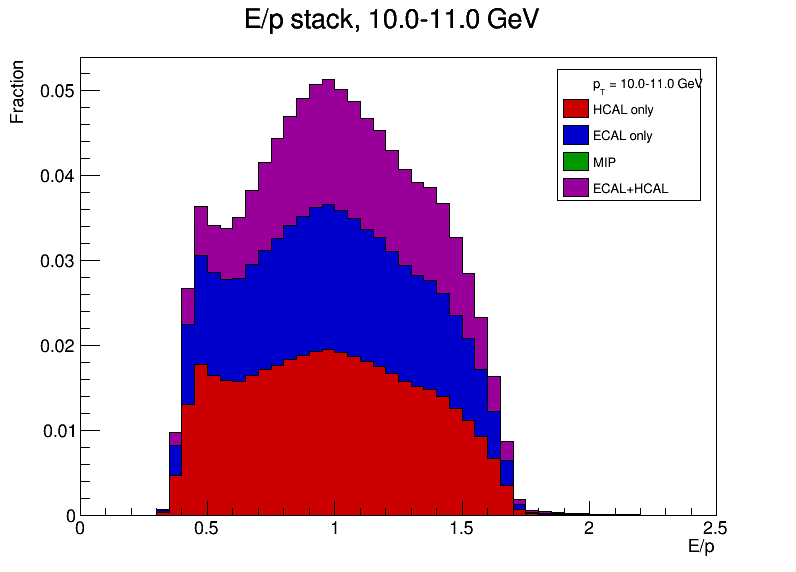 E/p stack, 10.0-11.0 GeV
Fraction
0.05
0.04
0.03
0.02
0.01
0
p_T = 10.0-11.0 GeV
HCAL only
ECAL only
MIP
ECAL+HCAL
0 0.5 1 1.5 2 2.5
E/p